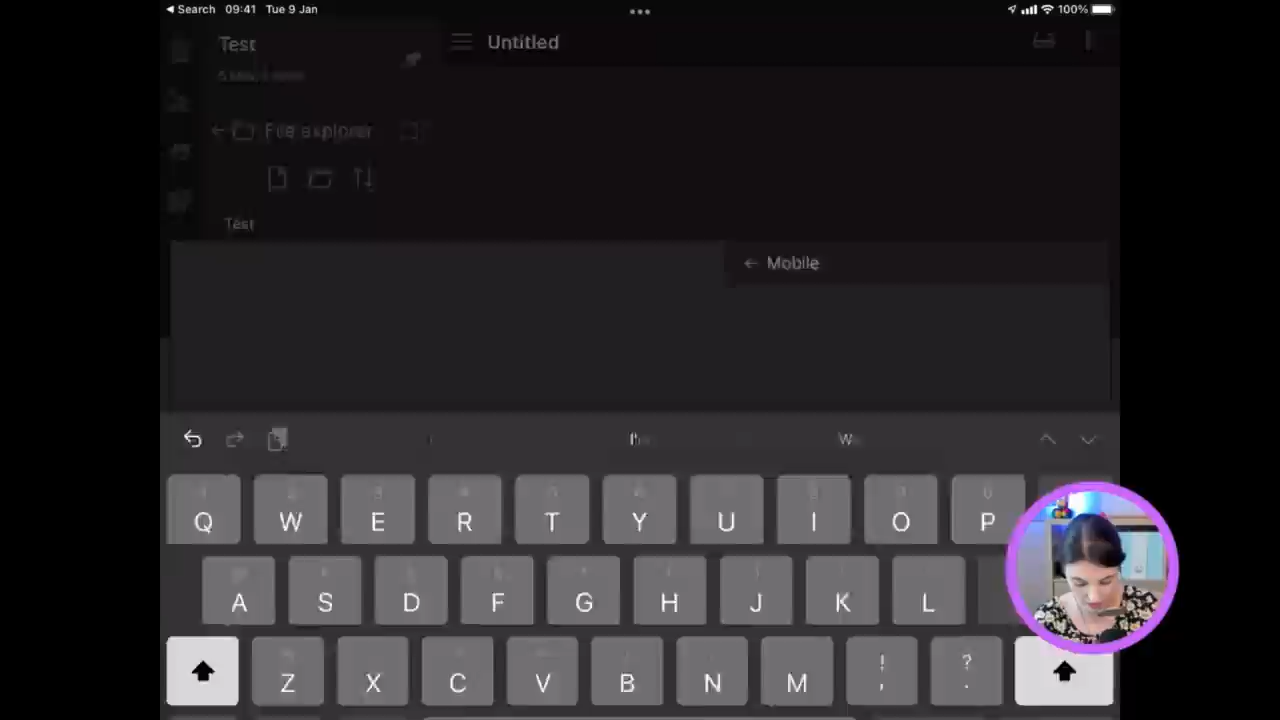 Search 09:41 Tue 9 Jan 100%
Test
Untitled
File explorer
Test
Mobile
Q W E R T Y U I O P
A S D F G H J K L
Z X C V B N M ! , ? .